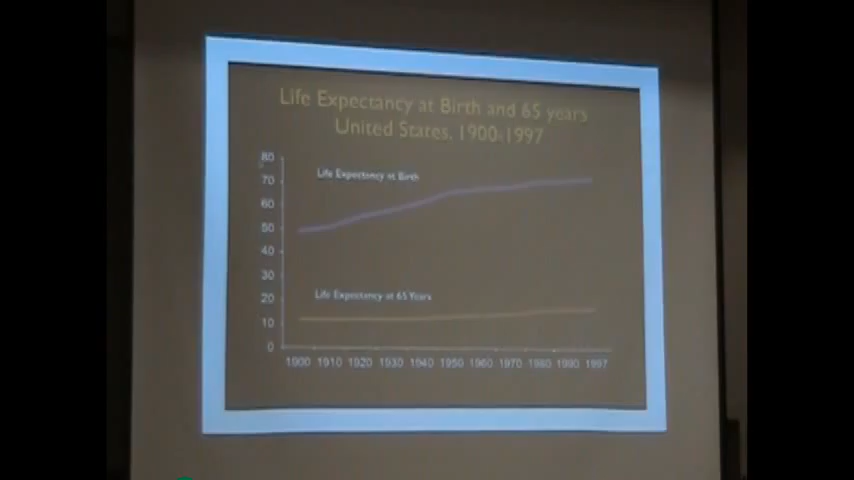 Life Expectancy at Birth and 65 years
United States, 1900-1997
80
Life Expectancy at Birth
70
60
50
40
30
20
Life Expectancy at 65 Years
10
0
1900 1910 1920 1930 1940 1950 1960 1970 1980 1990 1997